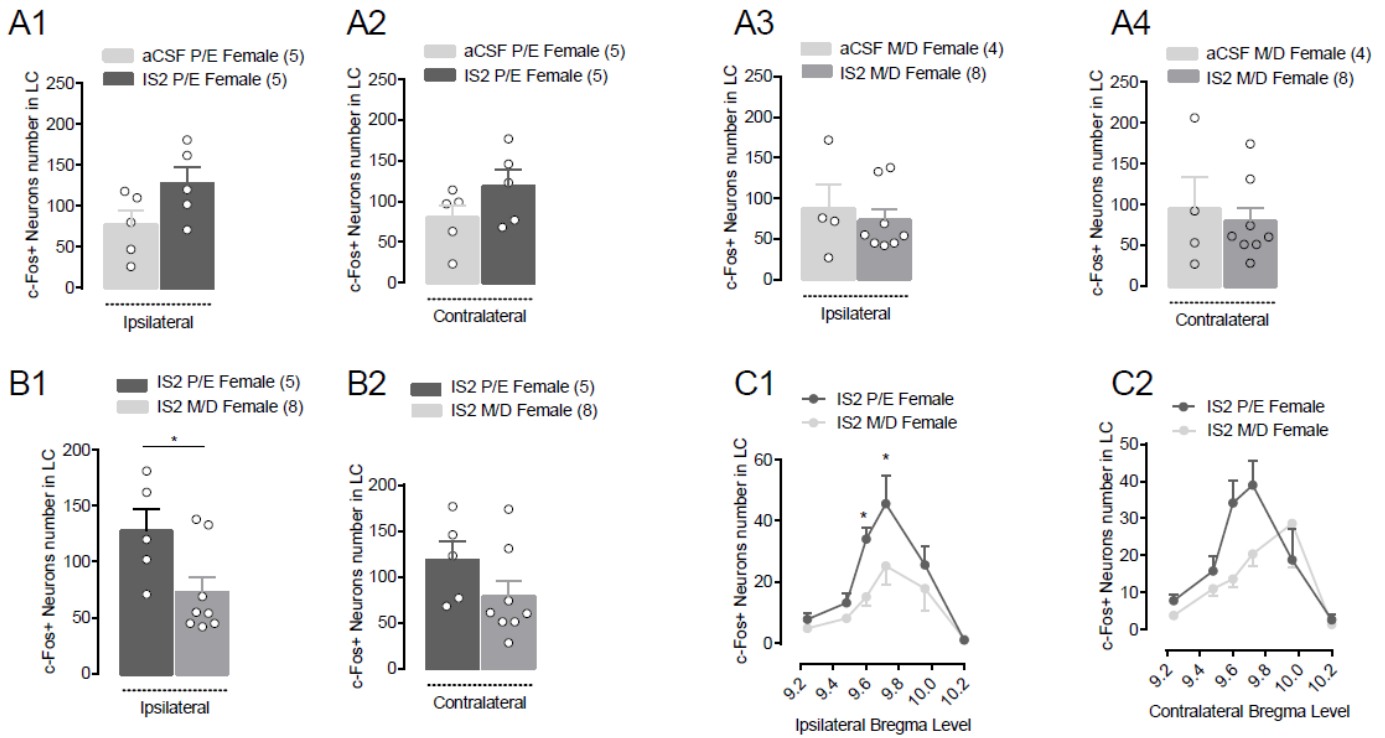 A1
aCSF P/E Female (5)
IS2 P/E Female (5)
c-Fos+ Neurons number in LC
250
200
150
100
50
0
Ipsilateral
A2
aCSF P/E Female (5)
IS2 P/E Female (5)
c-Fos+ Neurons number in LC
250
200
150
100
50
0
Contralateral
A3
aCSF M/D Female (4)
IS2 M/D Female (8)
c-Fos+ Neurons number in LC
250
200
150
100
50
0
Ipsilateral
A4
aCSF M/D Female (4)
IS2 M/D Female (8)
c-Fos+ Neurons number in LC
250
200
150
100
50
0
Contralateral
B1
IS2 P/E Female (5)
IS2 M/D Female (8)
c-Fos+ Neurons number in LC
200
150
100
50
0
*
Ipsilateral
B2
IS2 P/E Female (5)
IS2 M/D Female (8)
c-Fos+ Neurons number in LC
200
150
100
50
0
Contralateral
C1
IS2 P/E Female
IS2 M/D Female
c-Fos+ Neurons number in LC
60
40
20
0
*
*
9.2 9.4 9.6 9.8 10.0 10.2
Ipsilateral Bregma Level
C2
IS2 P/E Female
IS2 M/D Female
c-Fos+ Neurons number in LC
50
40
30
20
10
0
9.2 9.4 9.6 9.8 10.0 10.2
Contralateral Bregma Level